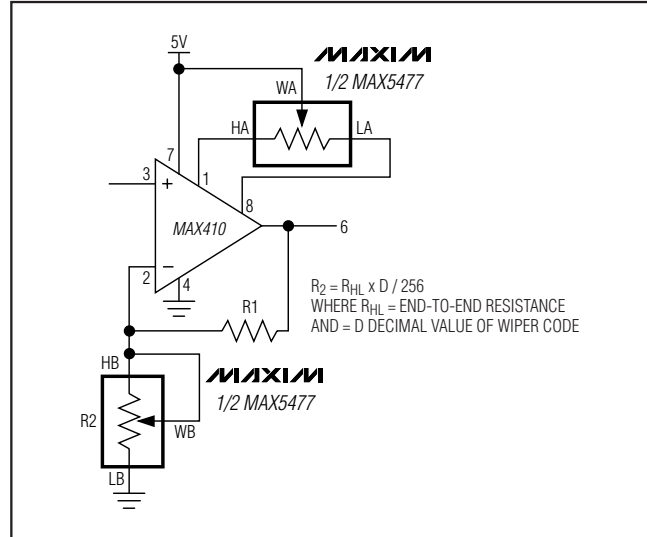 5V
MAXIM
1/2 MAX5477
WA
HA
LA
7
3
1
+
8
MAX410
6
2
−
4
R1
R2 = RHL x D / 256
WHERE RHL = END-TO-END RESISTANCE
AND = D DECIMAL VALUE OF WIPER CODE
HB
MAXIM
1/2 MAX5477
R2
WB
LB